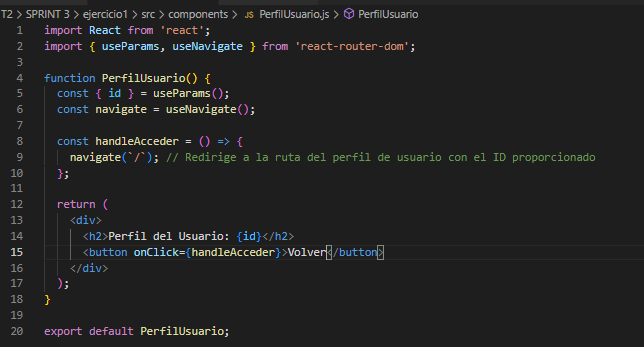 T2 > SPRINT 3 > ejercicio1 > src > components > JS PerfilUsuario.js > PerfilUsuario
1 import React from 'react';
2 import { useParams, useNavigate } from 'react-router-dom';
3
4 function PerfilUsuario() {
5 const { id } = useParams();
6 const navigate = useNavigate();
7
8 const handleAcceder = () => {
9 navigate(`/`); // Redirige a la ruta del perfil de usuario con el ID proporcionado
10 };
11
12 return (
13 <div>
14 <h2>Perfil del Usuario: {id}</h2>
15 <button onClick={handleAcceder}>Volver</button>
16 </div>
17 );
18 }
19
20 export default PerfilUsuario;